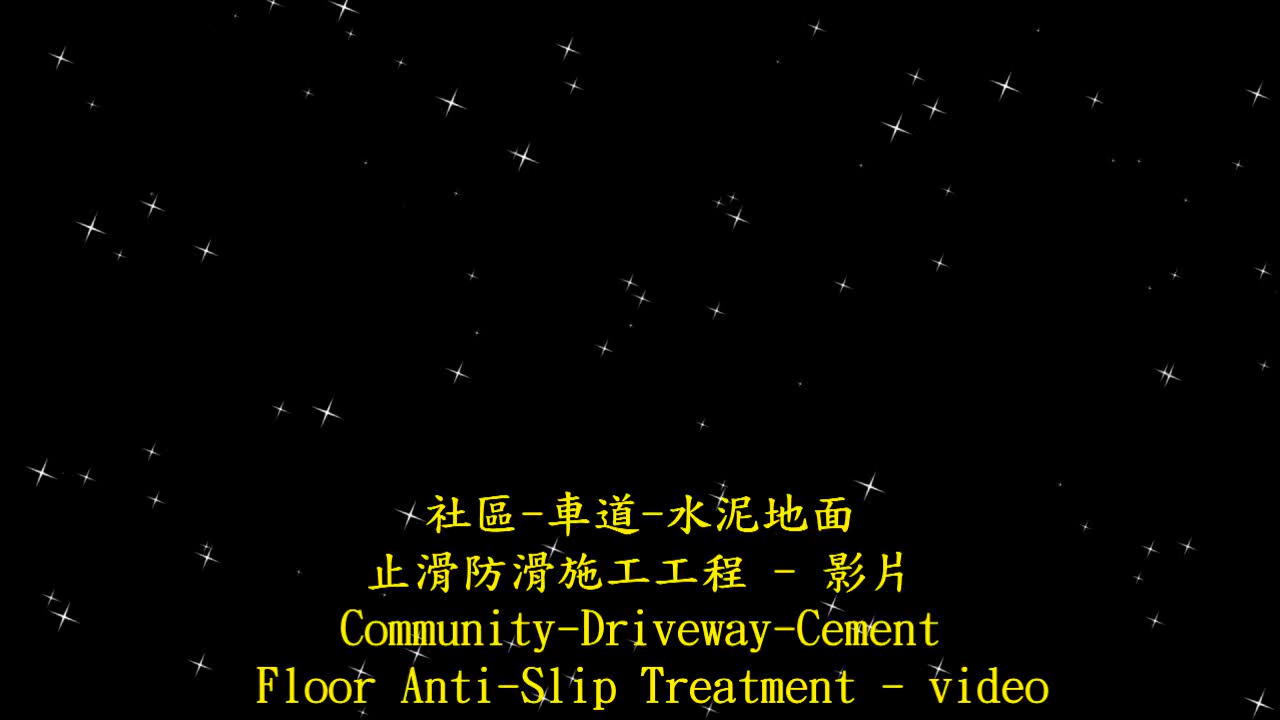 社區-車道-水泥地面
止滑防滑施工工程 - 影片
Community-Driveway-Cement
Floor Anti-Slip Treatment - video